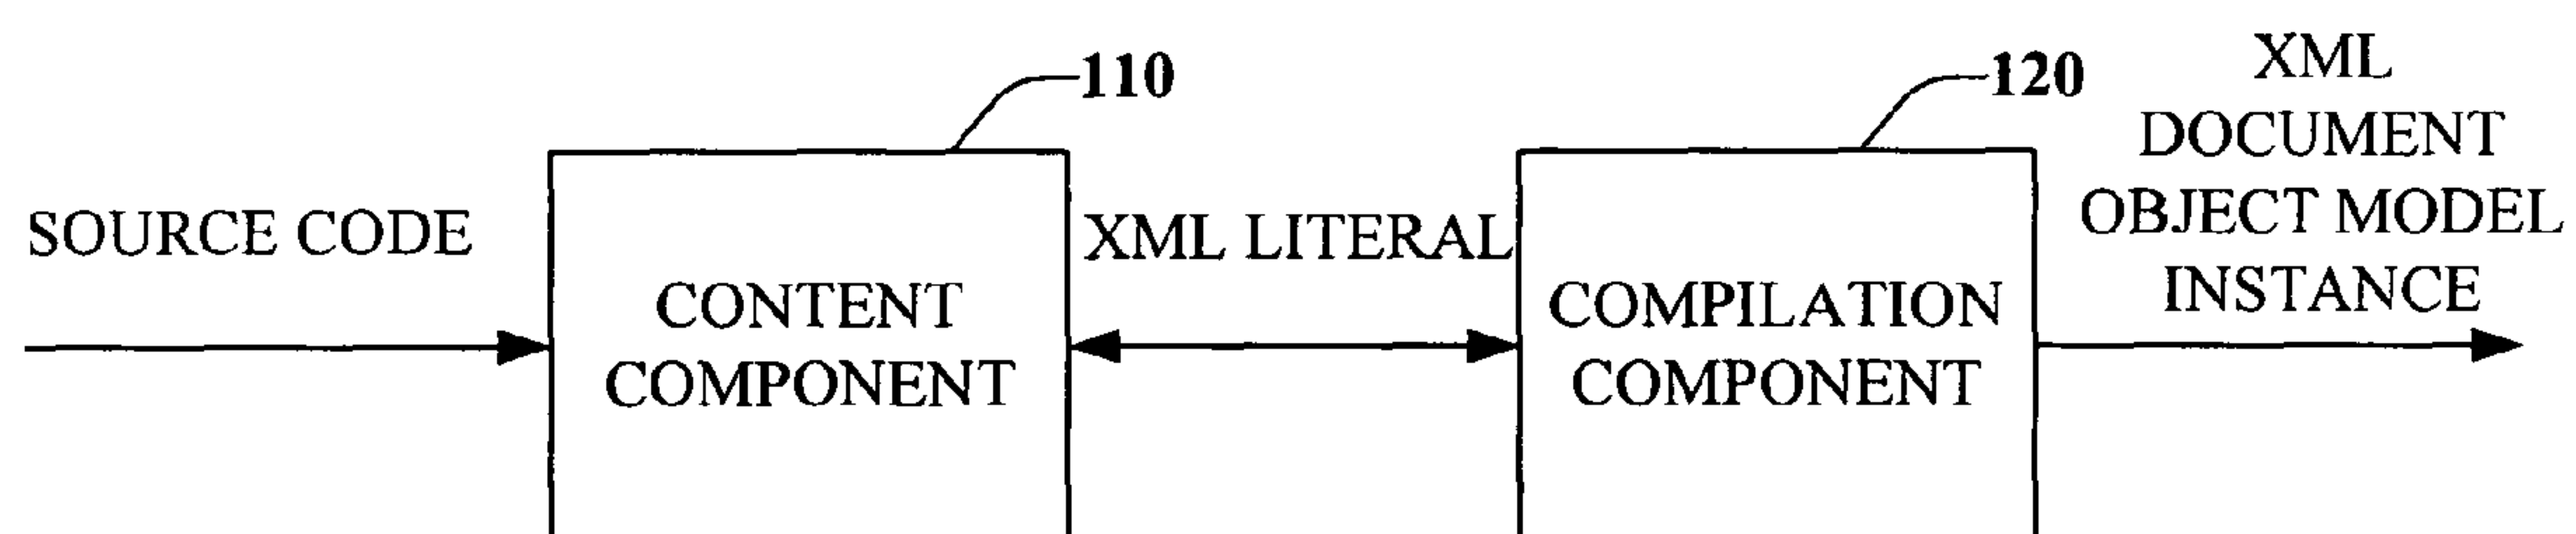 110
120
XML
DOCUMENT
OBJECT MODEL
INSTANCE
SOURCE CODE
XML LITERAL
CONTENT
COMPONENT
COMPILATION
COMPONENT